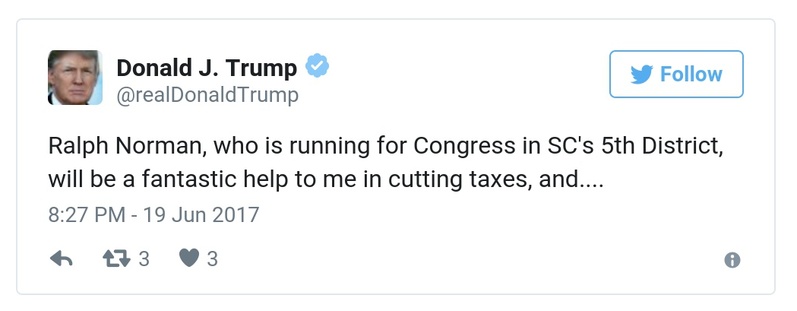 Donald J. Trump
@realDonaldTrump
Follow
Ralph Norman, who is running for Congress in SC's 5th District,
will be a fantastic help to me in cutting taxes, and....
8:27 PM - 19 Jun 2017
3 3